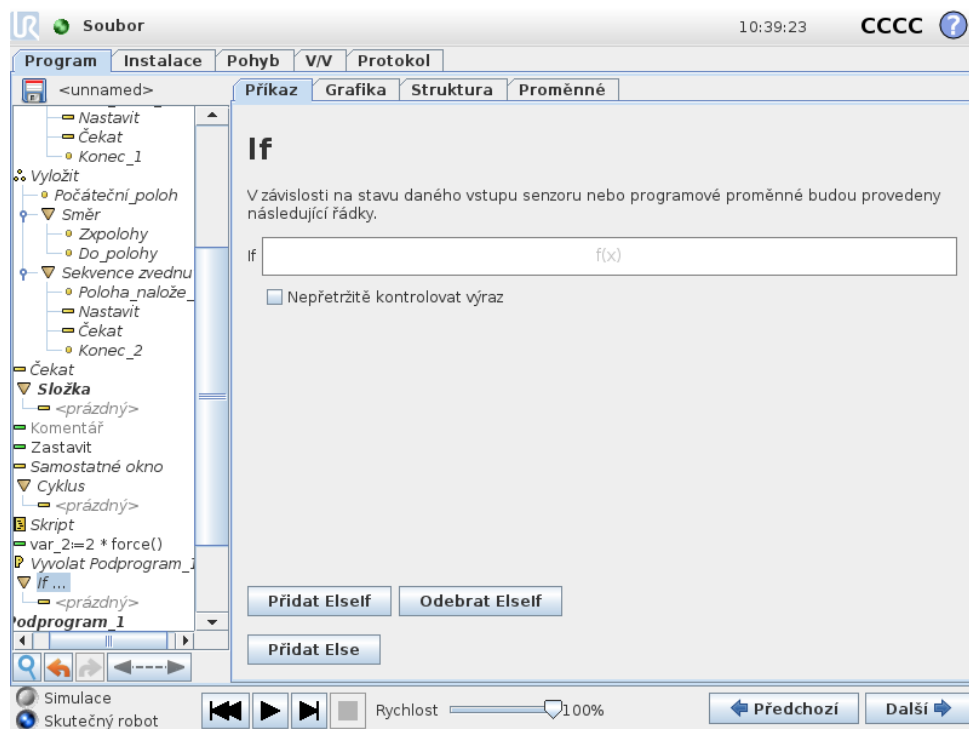 UR Soubor 10:39:23 CCCC ?
Program Instalace Pohyb V/V Protokol
<unnamed>
Příkaz Grafika Struktura Proměnné
Nastavit
Čekat
Konec_1
Vyložit
Počáteční_poloh
Směr
Zxpolohy
Do_polohy
Sekvence zvednu
Poloha_nalože_
Nastavit
Čekat
Konec_2
Čekat
Složka
<prázdný>
Komentář
Zastavit
Samostatné okno
Cyklus
<prázdný>
Skript
var_2:=2 * force()
P Vyvolat Podprogram_1
If ...
<prázdný>
Podprogram_1
If
V závislosti na stavu daného vstupu senzoru nebo programové proměnné budou provedeny
následující řádky.
If f(x)
Nepřetržitě kontrolovat výraz
Přidat ElseIf Odebrat ElseIf
Přidat Else
Simulace
Skutečný robot
Rychlost 100%
Předchozí Další